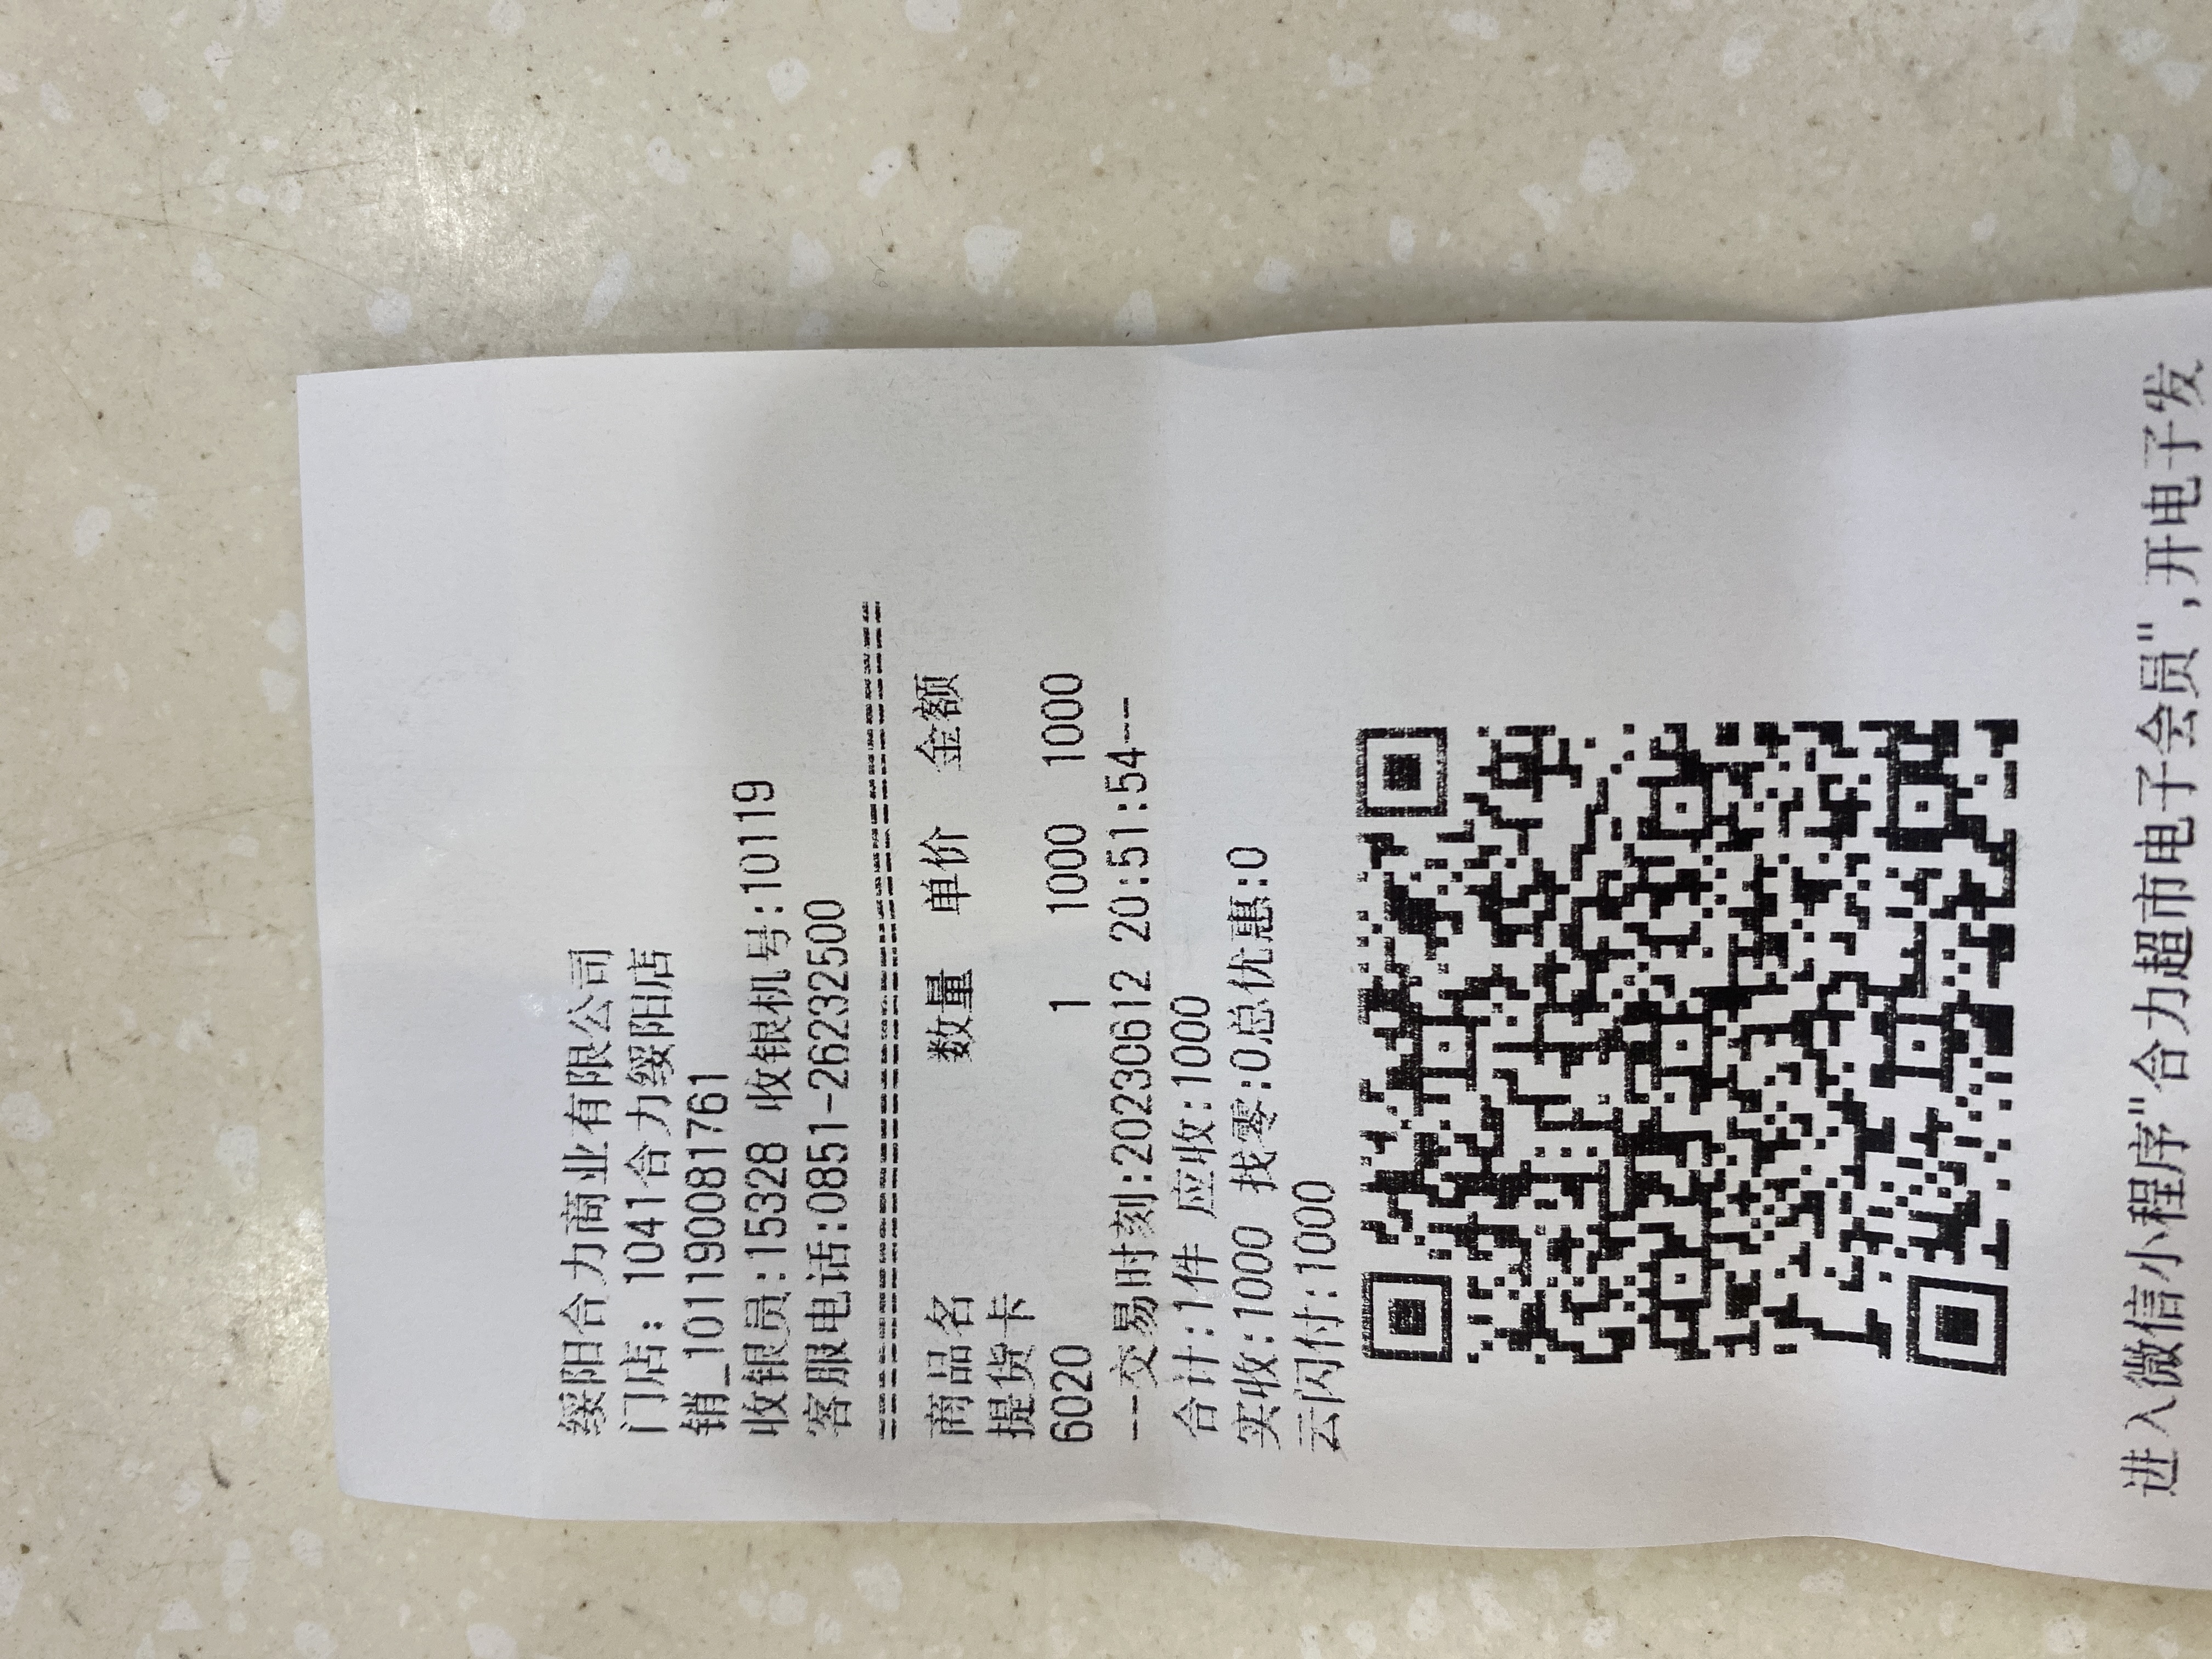 绥阳合力商业有限公司
门店: 1041合力绥阳店
销_101190081761
收银员:15328 收银机号:10119
客服电话:0851-26232500
========================================
商品名 数量 单价 金额
提货卡
6020 1 1000 1000
--交易时刻:20230612 20:51:54--
合计:1件 应收:1000
实收:1000 找零:0总优惠:0
云闪付:1000
进入微信小程序"合力超市电子会员",开电子发